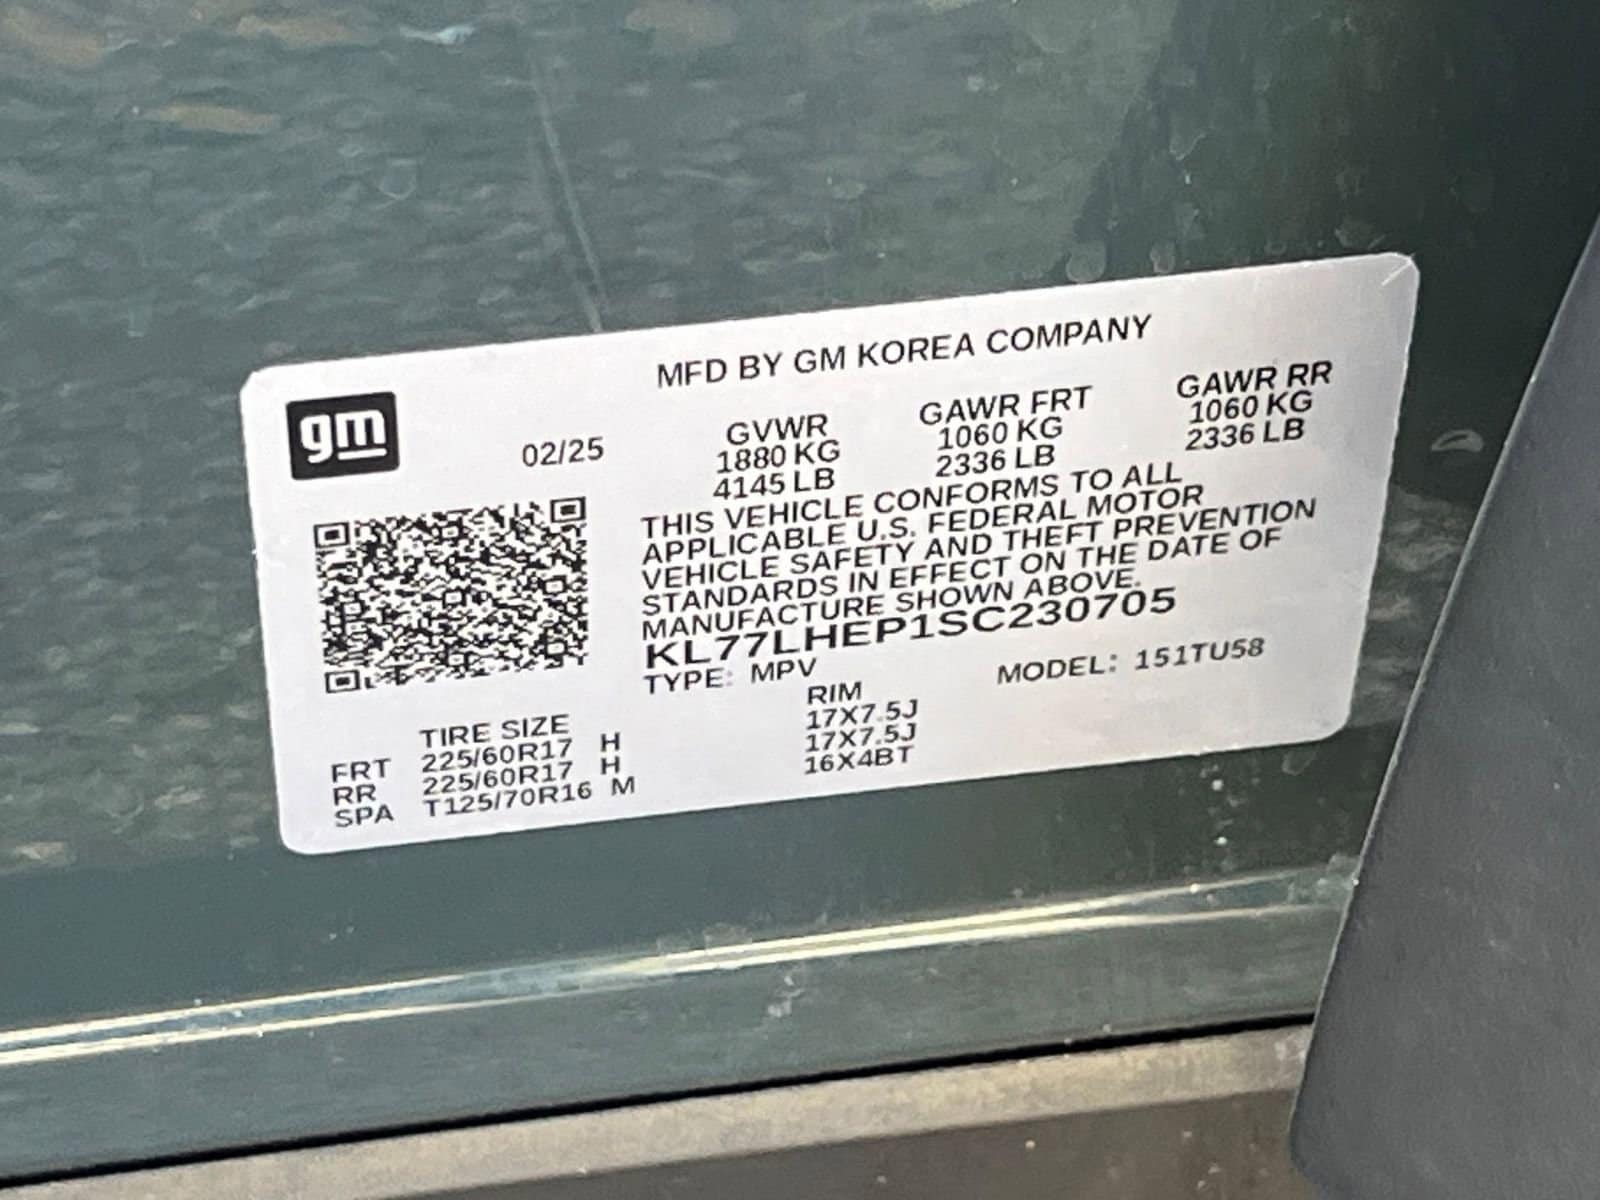 MFD BY GM KOREA COMPANY
gm
02/25
GVWR GAWR FRT GAWR RR
1880 KG 1060 KG 1060 KG
4145 LB 2336 LB 2336 LB
THIS VEHICLE CONFORMS TO ALL
APPLICABLE U.S. FEDERAL MOTOR
VEHICLE SAFETY AND THEFT PREVENTION
STANDARDS IN EFFECT ON THE DATE OF
MANUFACTURE SHOWN ABOVE.
KL77LHEP1SC230705
TYPE: MPV MODEL: 151TU58
TIRE SIZE RIM
FRT 225/60R17 H 17X7.5J
RR 225/60R17 H 17X7.5J
SPA T125/70R16 M 16X4BT